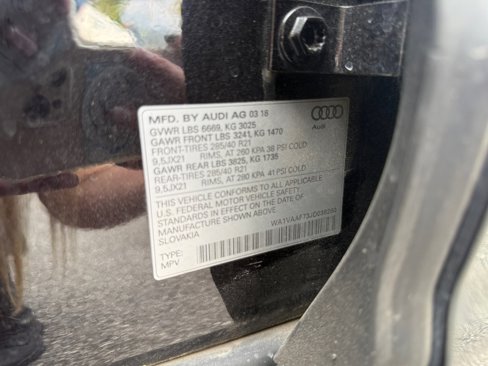 MFD. BY AUDI AG 03 18
GVWR LBS 6669, KG 3025
GAWR FRONT LBS 3241, KG 1470
FRONT-TIRES 285/40 R21
9,5JX21 RIMS, AT 260 KPA 38 PSI COLD
GAWR REAR LBS 3825, KG 1735
REAR-TIRES 285/40 R21
9,5JX21 RIMS, AT 280 KPA 41 PSI COLD
THIS VEHICLE CONFORMS TO ALL APPLICABLE
U.S. FEDERAL MOTOR VEHICLE SAFETY
STANDARDS IN EFFECT ON THE DATE OF
MANUFACTURE SHOWN ABOVE.
SLOVAKIA
TYPE:
MPV
Audi